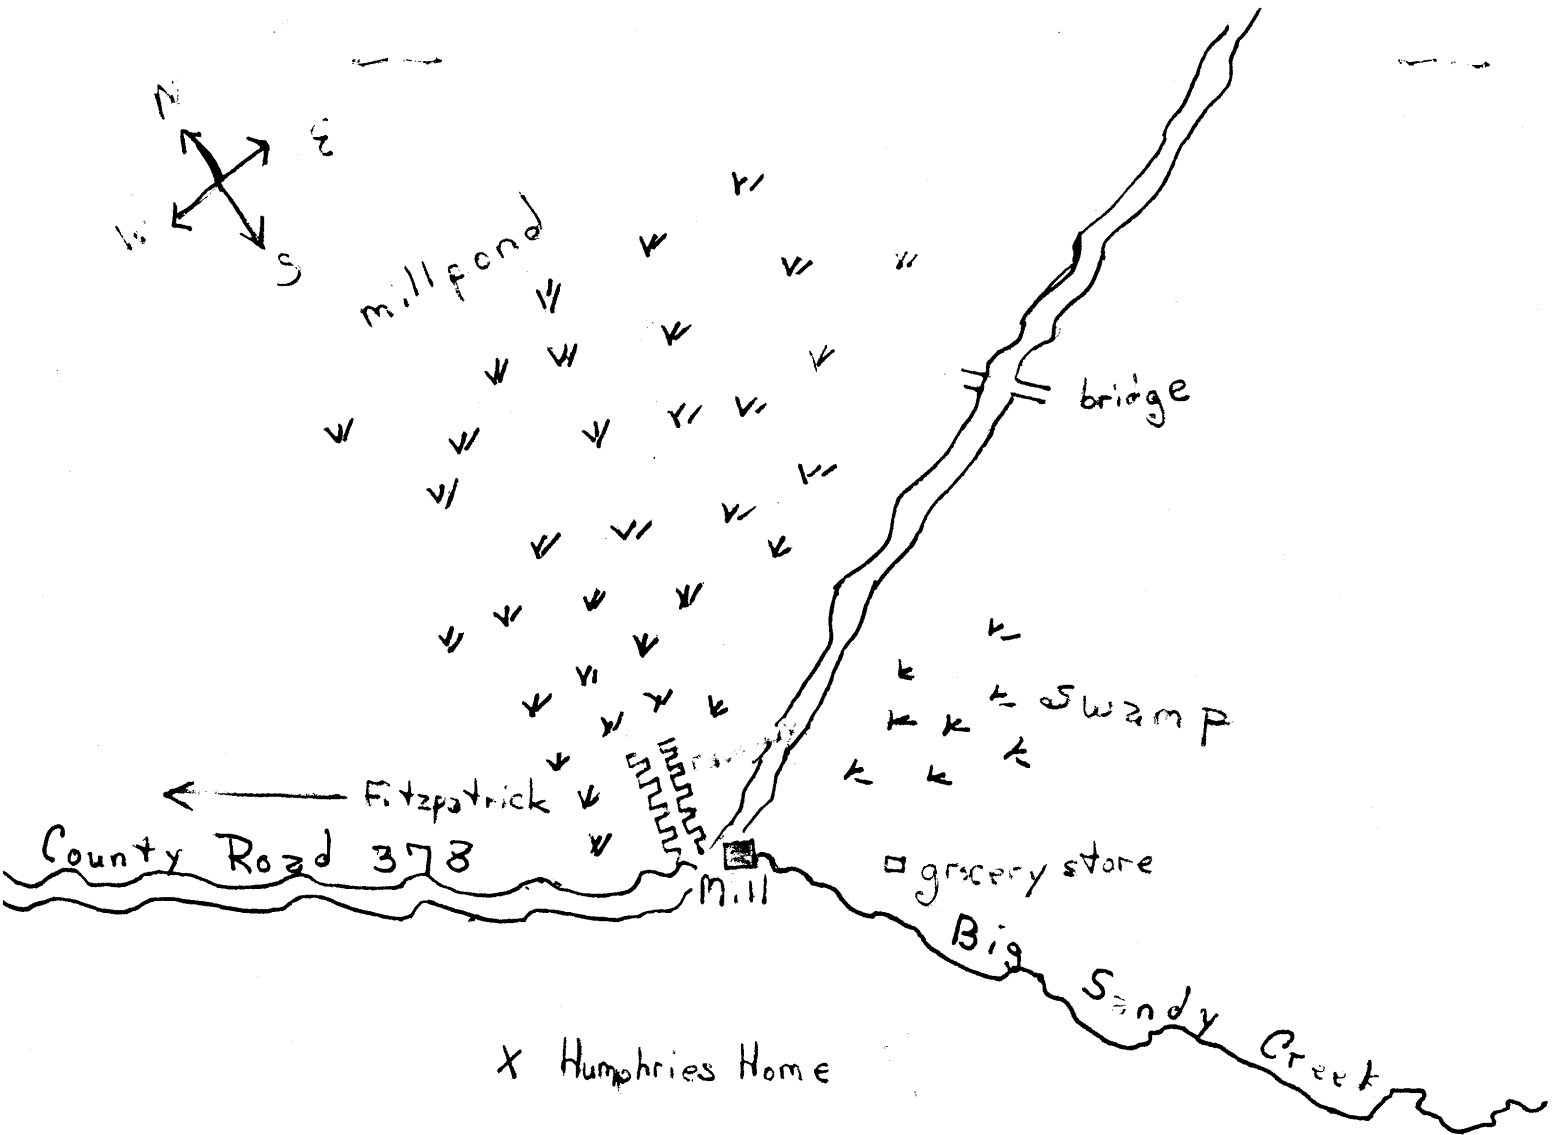 N
E
W
S
millpond
bridge
Swamp
Fitzpatrick
County Road 378
Mill
grocery store
Big Sandy Creek
X Humphries Home